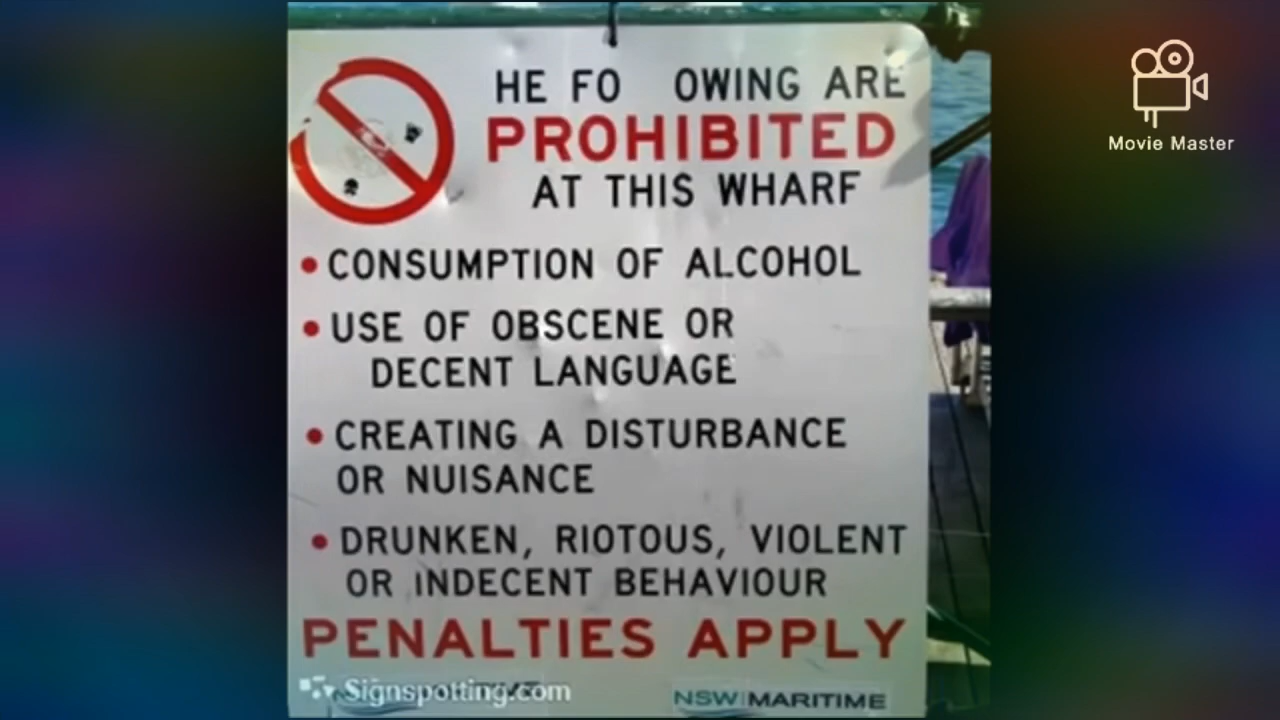 HE FO OWING ARE
PROHIBITED
AT THIS WHARF
• CONSUMPTION OF ALCOHOL
• USE OF OBSCENE OR
DECENT LANGUAGE
• CREATING A DISTURBANCE
OR NUISANCE
• DRUNKEN, RIOTOUS, VIOLENT
OR INDECENT BEHAVIOUR
PENALTIES APPLY
Signspotting.com
NSW MARITIME
Movie Master